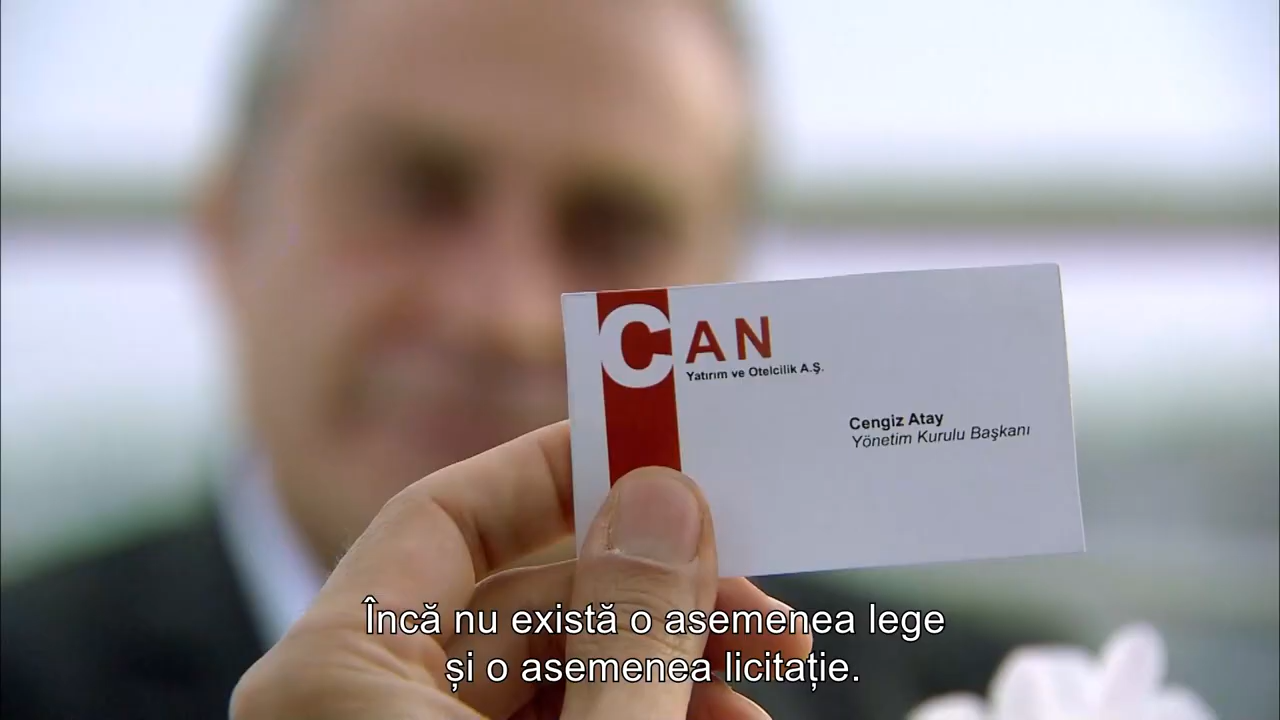 CAN
Yatırım ve Otelcilik A.Ş.
Cengiz Atay
Yönetim Kurulu Başkanı
Încă nu există o asemenea lege
și o asemenea licitație.